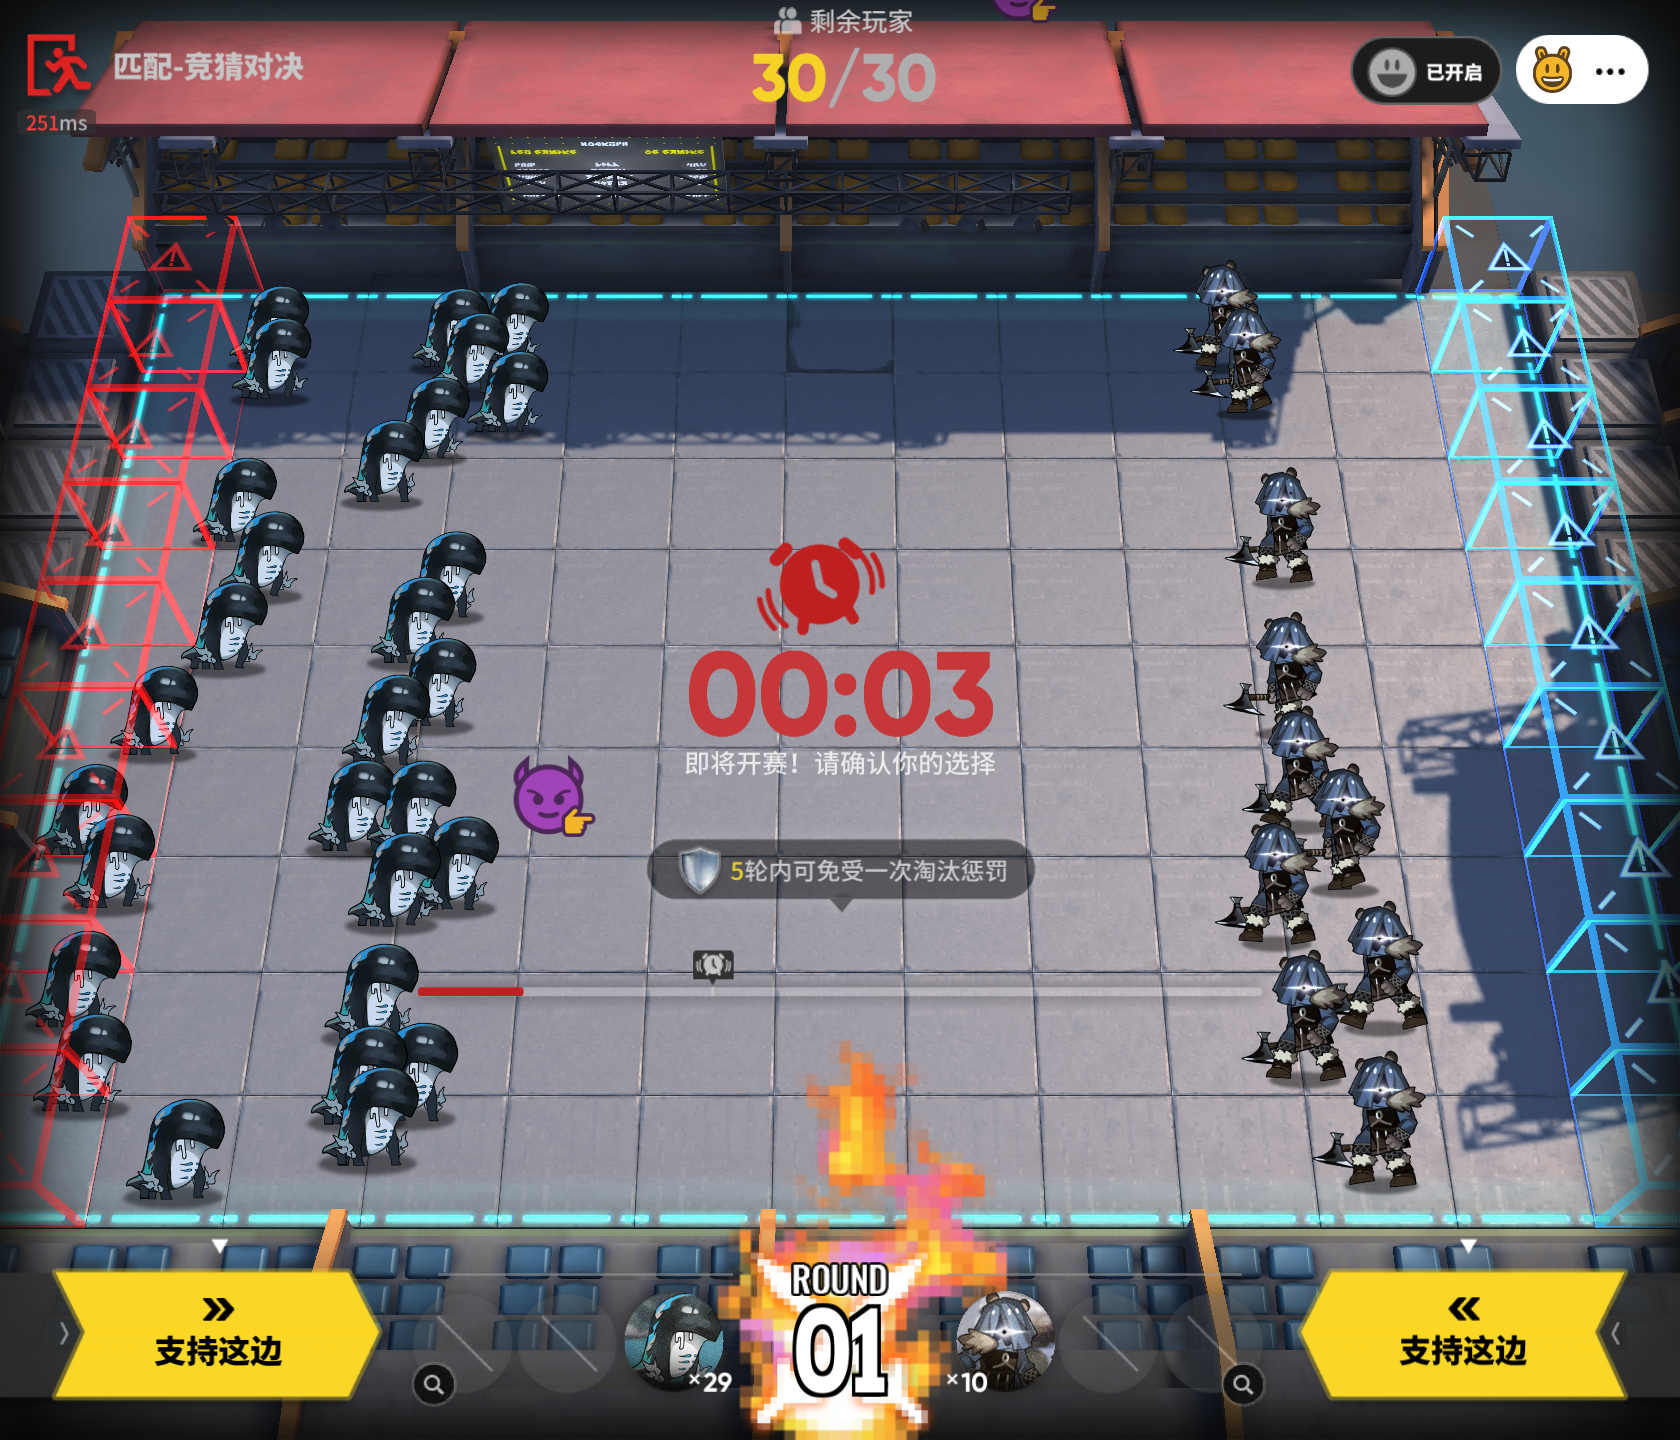 剩余玩家
30/30
匹配-竞猜对决
251ms
已开启
00:03
即将开赛！请确认你的选择
5轮内可免受一次淘汰惩罚
支持这边
×29
ROUND
01
×10
支持这边